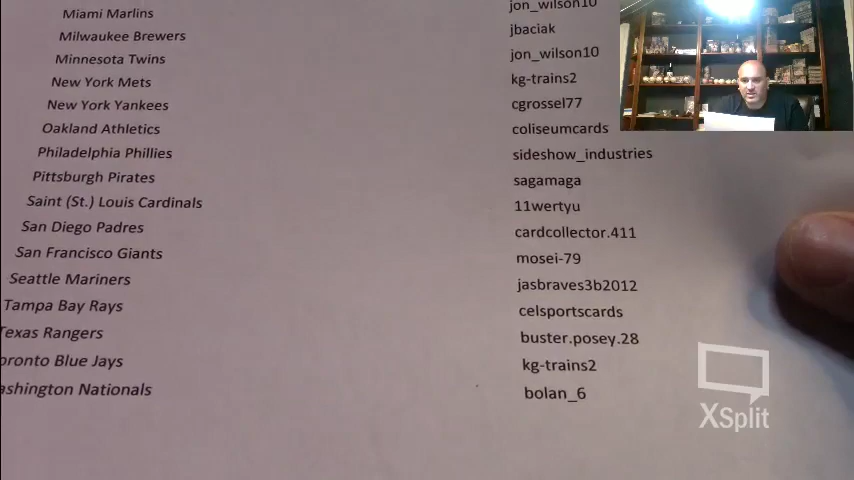 Miami Marlins jon_wilson10
Milwaukee Brewers jbaciak
Minnesota Twins jon_wilson10
New York Mets kg-trains2
New York Yankees cgrossel77
Oakland Athletics coliseumcards
Philadelphia Phillies sideshow_industries
Pittsburgh Pirates sagamaga
Saint (St.) Louis Cardinals 11wertyu
San Diego Padres cardcollector.411
San Francisco Giants mosei-79
Seattle Mariners jasbraves3b2012
Tampa Bay Rays celsportscards
Texas Rangers buster.posey.28
oronto Blue Jays kg-trains2
ashington Nationals bolan_6
XSplit